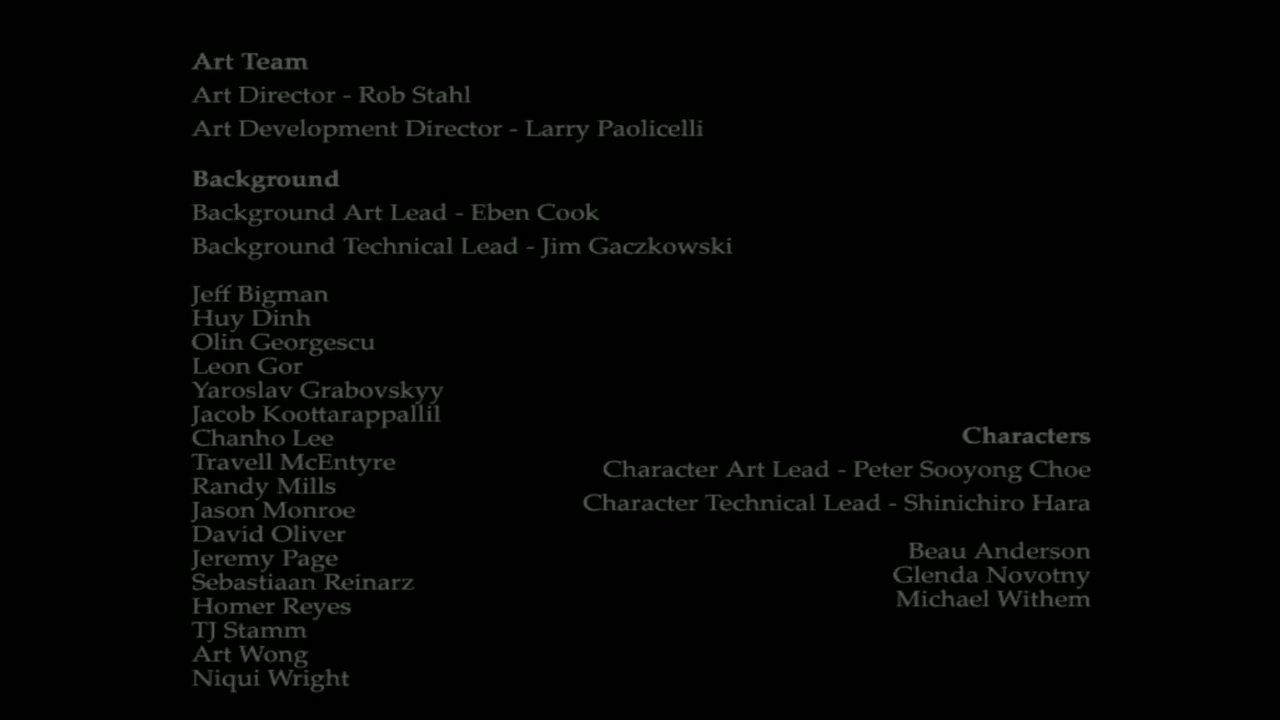 Art Team
Art Director - Rob Stahl
Art Development Director - Larry Paolicelli
Background
Background Art Lead - Eben Cook
Background Technical Lead - Jim Gaczkowski
Jeff Bigman
Huy Dinh
Olin Georgescu
Leon Gor
Yaroslav Grabovskyy
Jacob Koottarappallil
Chanho Lee
Travell McEntyre
Randy Mills
Jason Monroe
David Oliver
Jeremy Page
Sebastiaan Reinarz
Homer Reyes
TJ Stamm
Art Wong
Niqui Wright
Characters
Character Art Lead - Peter Sooyong Choe
Character Technical Lead - Shinichiro Hara
Beau Anderson
Glenda Novotny
Michael Withem